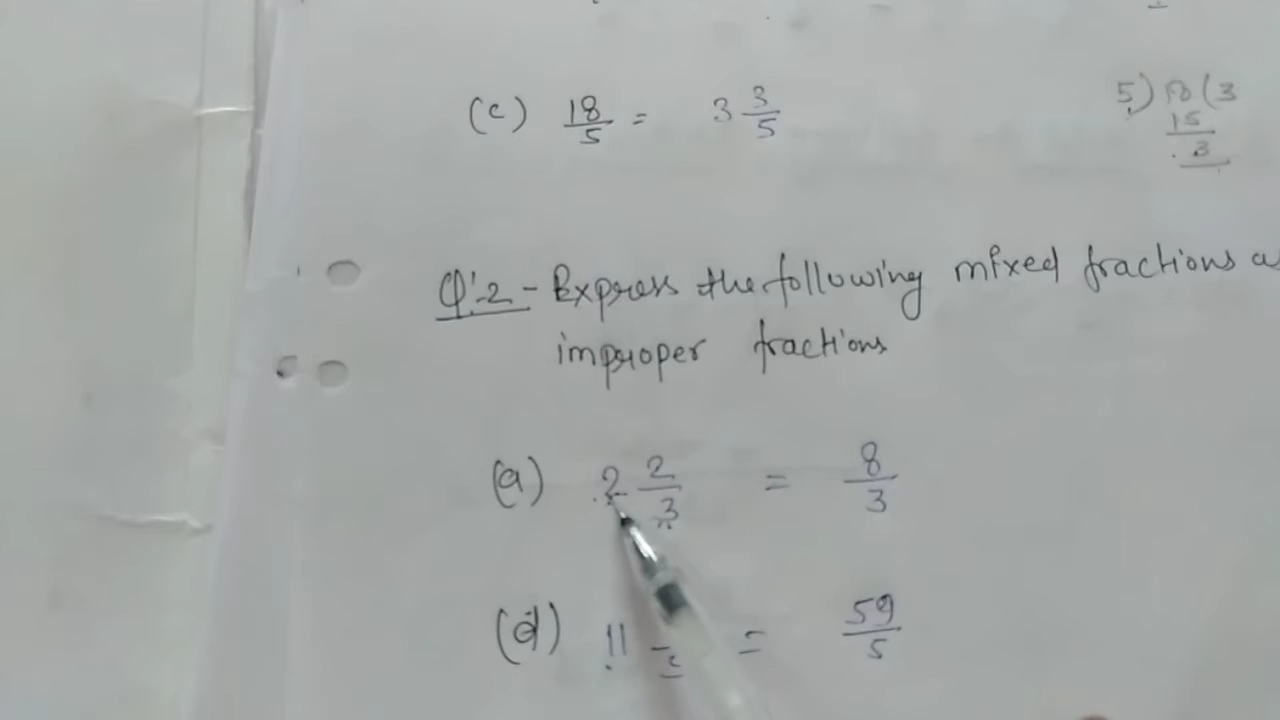 (c) 18/5 = 3 3/5
5) 18 (3
15
3
Q.2 - Express the following mixed fractions
improper fractions
(a) 2 2/3 = 8/3
(d) 11 = 59/5